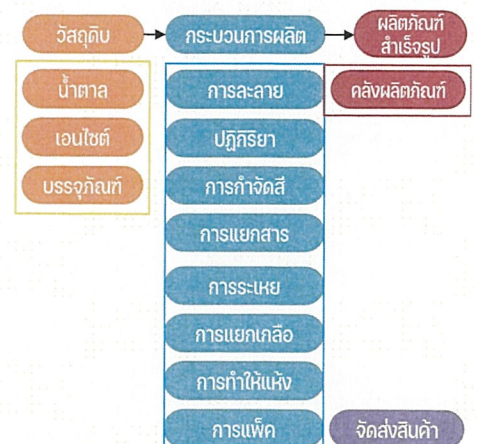 วัสถุดิบ
กระบวนการผลิต
ผลิตภัณฑ์
สำเร็จรูป
น้ำตาล
การละลาย
คลังผลิตภัณฑ์
เอนไซต์
ปฏิกิริยา
บรรจุภัณฑ์
การกำจัดสี
การแยกสาร
การระเหย
การแยกเกลือ
การทำให้แห้ง
การแพ็ค
จัดส่งสินค้า